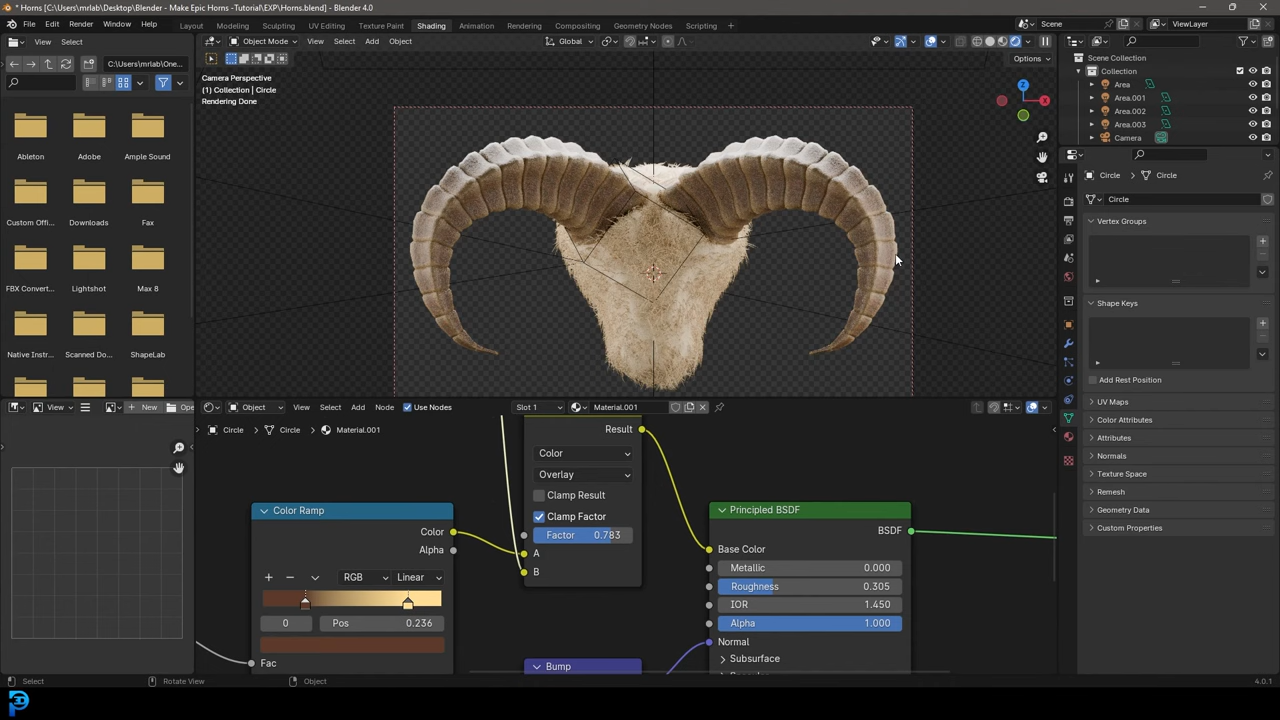 * Horns [C:\Users\mrlab\Desktop\Blender - Make Epic Horns -Tutorial\EXP\Horns.blend] - Blender 4.0
File Edit Render Window Help Layout Modeling Sculpting UV Editing Texture Paint Shading Animation Rendering Compositing Geometry Nodes Scripting Scene ViewLayer
View Select Object Mode View Select Add Object Global
C:\Users\mrlab\One...
Options
Camera Perspective
(1) Collection | Circle
Rendering Done
Z
X
Ableton Adobe Ample Sound
Custom Offi... Downloads Fax
FBX Convert... Lightshot Max 8
Native Instr... Scanned Do... ShapeLab
Scene Collection
Collection
Area
Area.001
Area.002
Area.003
Camera
Circle Circle
Circle
Vertex Groups
Shape Keys
Add Rest Position
UV Maps
Color Attributes
Attributes
Normals
Texture Space
Remesh
Geometry Data
Custom Properties
View New Ope
Object View Select Add Node Use Nodes Slot 1 Material.001
Circle Circle Material.001
Result
Color
Overlay
Clamp Result
Clamp Factor
Factor 0.783
A
B
Color Ramp
Color
Alpha
RGB Linear
0 Pos 0.236
Fac
Bump
Principled BSDF
BSDF
Base Color
Metallic 0.000
Roughness 0.305
IOR 1.450
Alpha 1.000
Normal
Subsurface
Select Rotate View Object 4.0.1